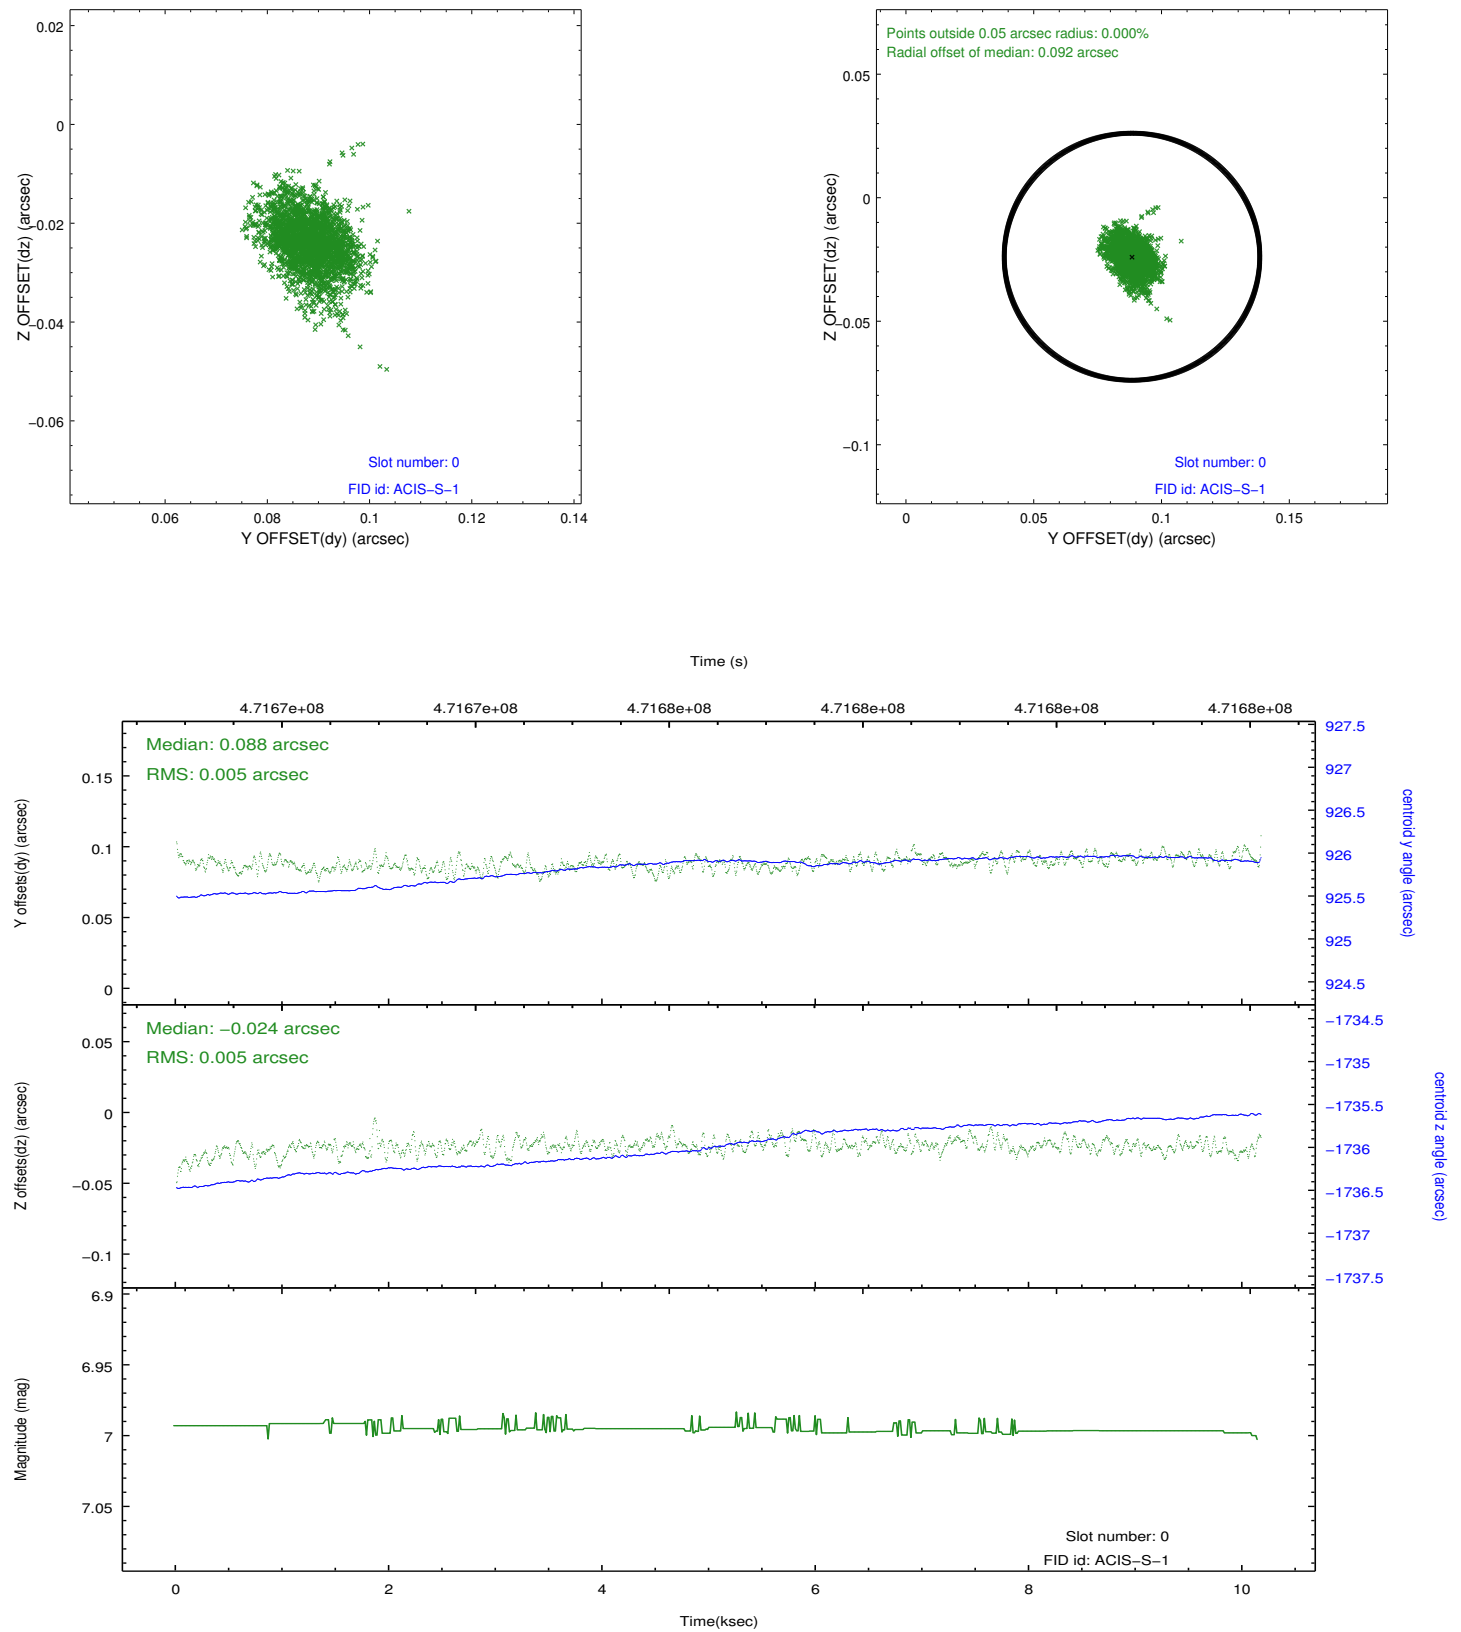 0.02
0
−0.02
−0.04
−0.06
Z OFFSET(dz) (arcsec)
Slot number: 0
FID id: ACIS−S−1
0.06
0.08
0.1
0.12
0.14
Y OFFSET(dy) (arcsec)
Points outside 0.05 arcsec radius: 0.000%
Radial offset of median: 0.092 arcsec
0.05
0
−0.05
−0.1
Z OFFSET(dz) (arcsec)
Slot number: 0
FID id: ACIS−S−1
0
0.05
0.1
0.15
Y OFFSET(dy) (arcsec)
Time (s)
4.7167e+08
4.7167e+08
4.7168e+08
4.7168e+08
4.7168e+08
4.7168e+08
Median: 0.088 arcsec
RMS: 0.005 arcsec
0.15
0.1
0.05
0
Y offsets(dy) (arcsec)
927.5
927
926.5
926
925.5
925
924.5
centroid y angle (arcsec)
Median: −0.024 arcsec
RMS: 0.005 arcsec
0.05
0
−0.05
−0.1
Z offsets(dz) (arcsec)
−1734.5
−1735
−1735.5
−1736
−1736.5
−1737
−1737.5
centroid z angle (arcsec)
6.9
6.95
7
7.05
Magnitude (mag)
Slot number: 0
FID id: ACIS−S−1
0
2
4
6
8
10
Time(ksec)